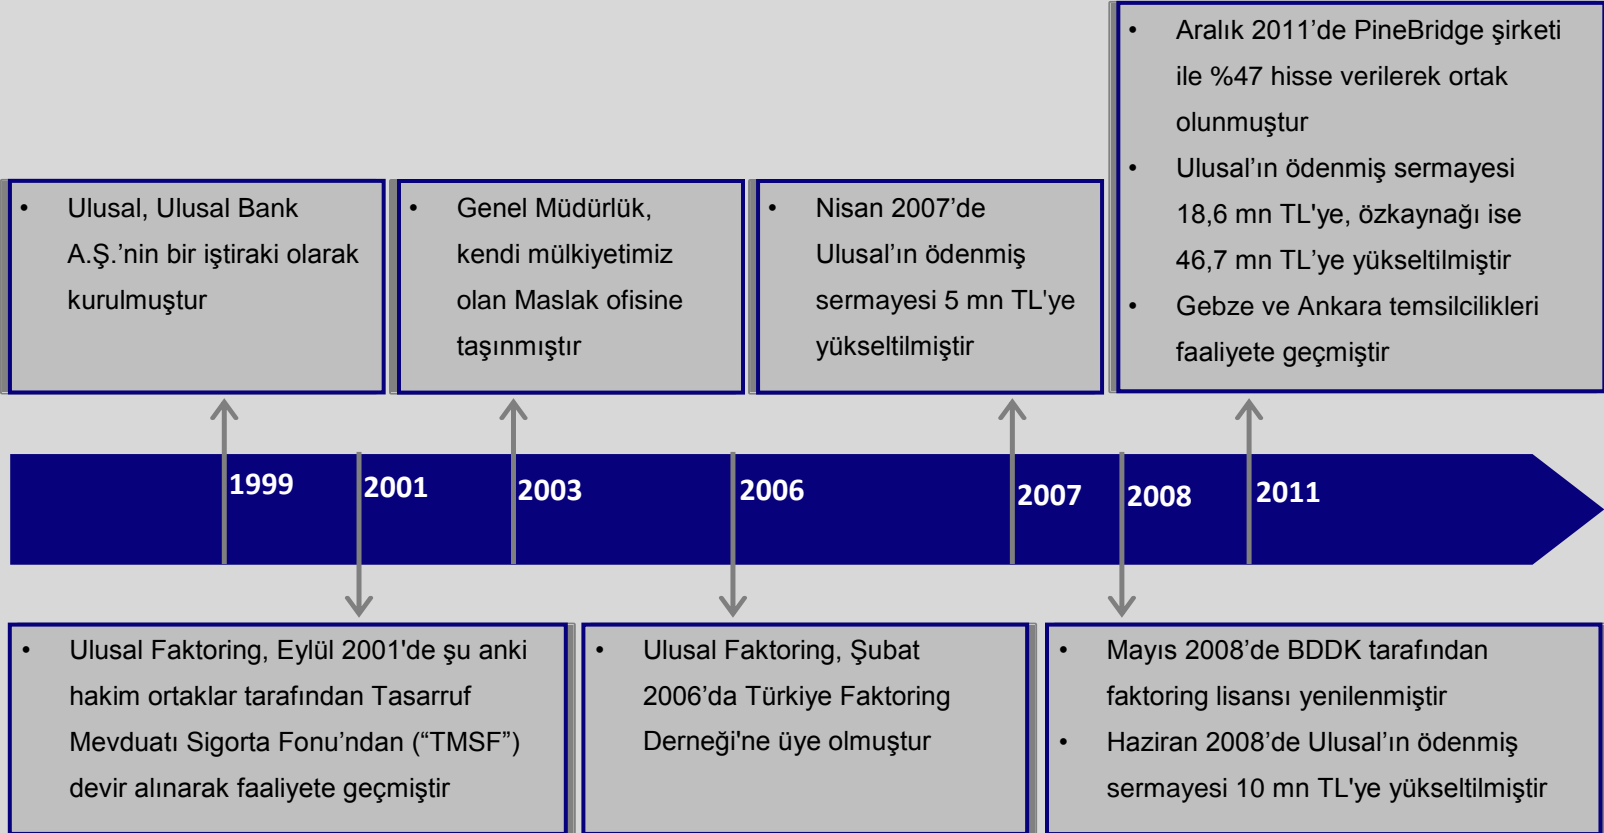 • Ulusal, Ulusal Bank
A.Ş.’nin bir iştiraki olarak
kurulmuştur
• Genel Müdürlük,
kendi mülkiyetimiz
olan Maslak ofisine
taşınmıştır
• Nisan 2007’de
Ulusal’ın ödenmiş
sermayesi 5 mn TL'ye
yükseltilmiştir
• Aralık 2011’de PineBridge şirketi
ile %47 hisse verilerek ortak
olunmuştur
• Ulusal’ın ödenmiş sermayesi
18,6 mn TL'ye, özkaynağı ise
46,7 mn TL’ye yükseltilmiştir
• Gebze ve Ankara temsilcilikleri
faaliyete geçmiştir
1999
2001
2003
2006
2007
2008
2011
• Ulusal Faktoring, Eylül 2001'de şu anki
hakim ortaklar tarafından Tasarruf
Mevduatı Sigorta Fonu’ndan (“TMSF”)
devir alınarak faaliyete geçmiştir
• Ulusal Faktoring, Şubat
2006’da Türkiye Faktoring
Derneği'ne üye olmuştur
• Mayıs 2008’de BDDK tarafından
faktoring lisansı yenilenmiştir
• Haziran 2008’de Ulusal’ın ödenmiş
sermayesi 10 mn TL'ye yükseltilmiştir